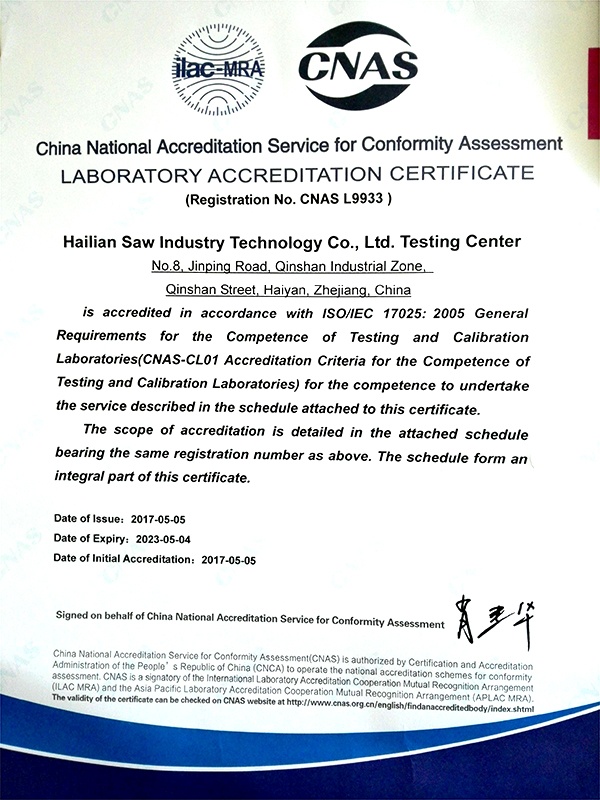 ilac-MRA
CNAS
China National Accreditation Service for Conformity Assessment
LABORATORY ACCREDITATION CERTIFICATE
(Registration No. CNAS L9933 )
Hailian Saw Industry Technology Co., Ltd. Testing Center
No.8, Jinping Road, Qinshan Industrial Zone,
Qinshan Street, Haiyan, Zhejiang, China
is accredited in accordance with ISO/IEC 17025: 2005 General
Requirements for the Competence of Testing and Calibration
Laboratories(CNAS-CL01 Accreditation Criteria for the Competence of
Testing and Calibration Laboratories) for the competence to undertake
the service described in the schedule attached to this certificate.
The scope of accreditation is detailed in the attached schedule
bearing the same registration number as above. The schedule form an
integral part of this certificate.
Date of Issue：2017-05-05
Date of Expiry：2023-05-04
Date of Initial Accreditation：2017-05-05
Signed on behalf of China National Accreditation Service for Conformity Assessment
China National Accreditation Service for Conformity Assessment(CNAS) is authorized by Certification and Accreditation
Administration of the People’s Republic of China (CNCA) to operate the national accreditation schemes for conformity
assessment. CNAS is a signatory of the International Laboratory Accreditation Cooperation Mutual Recognition Arrangement
(ILAC MRA) and the Asia Pacific Laboratory Accreditation Cooperation Mutual Recognition Arrangement (APLAC MRA).
The validity of the certificate can be checked on CNAS website at http://www.cnas.org.cn/english/findanaccreditedbody/index.shtml